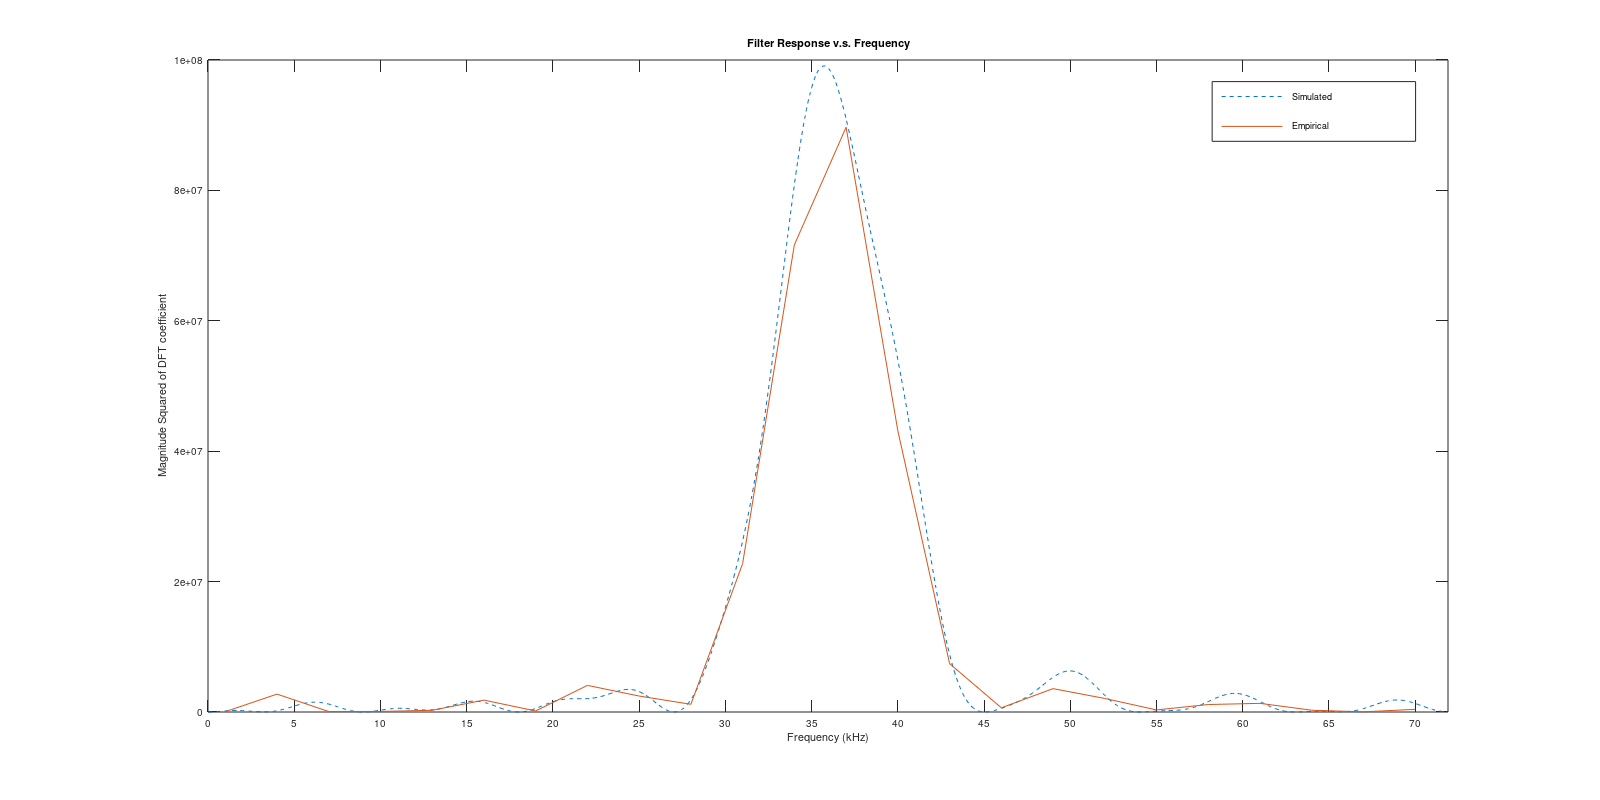 Filter Response v.s. Frequency
1e+08
8e+07
6e+07
4e+07
2e+07
0
Magnitude Squared of DFT coefficient
Simulated
Empirical
0 5 10 15 20 25 30 35 40 45 50 55 60 65 70
Frequency (kHz)